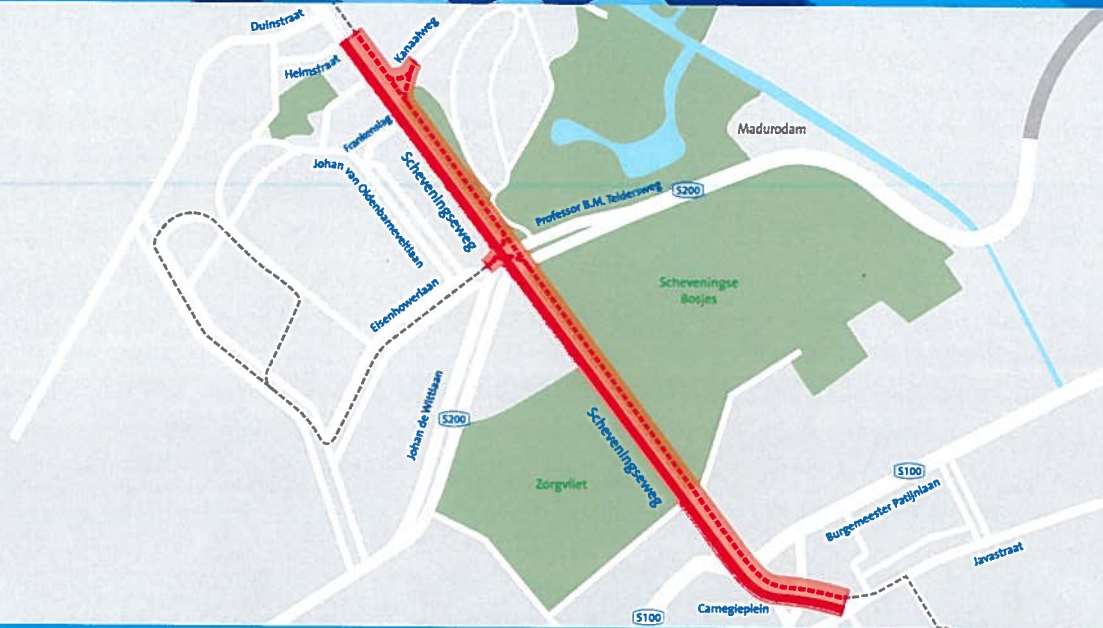 Duinstraat
Kanaalweg
Helmstraat
Frankenslag
Madurodam
Johan van Oldenbarneveltlaan
Scheveningseweg
Professor B.M. Teldersweg
S200
Scheveningse
Bosjes
Eisenhowerlaan
Johan de Wittlaan
S200
Scheveningseweg
Zorgvliet
S100
Burgemeester Patijnlaan
Javastraat
Carnegieplein
S100